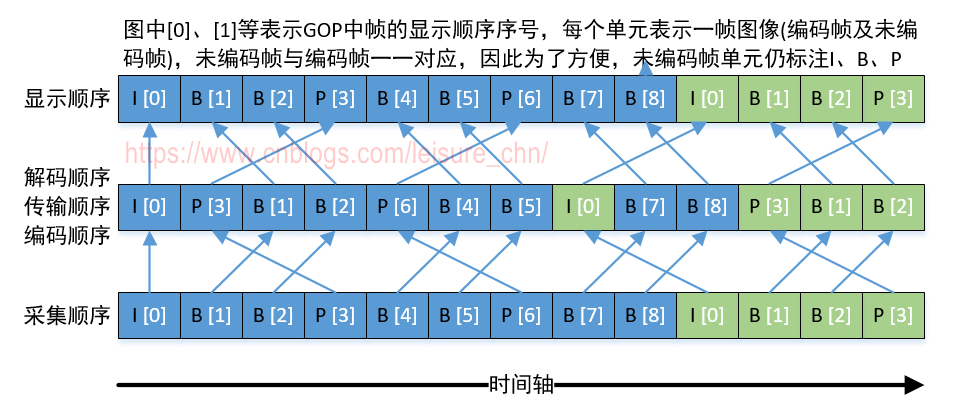 图中[0]、[1]等表示GOP中帧的显示顺序序号，每个单元表示一帧图像(编码帧及未编
码帧)，未编码帧与编码帧一一对应，因此为了方便，未编码帧单元仍标注I、B、P
显示顺序 I [0] B [1] B [2] P [3] B [4] B [5] P [6] B [7] B [8] I [0] B [1] B [2] P [3]
https://www.cnblogs.com/leisure_chn/
解码顺序
传输顺序 I [0] P [3] B [1] B [2] P [6] B [4] B [5] I [0] B [7] B [8] P [3] B [1] B [2]
编码顺序
采集顺序 I [0] B [1] B [2] P [3] B [4] B [5] P [6] B [7] B [8] I [0] B [1] B [2] P [3]
时间轴